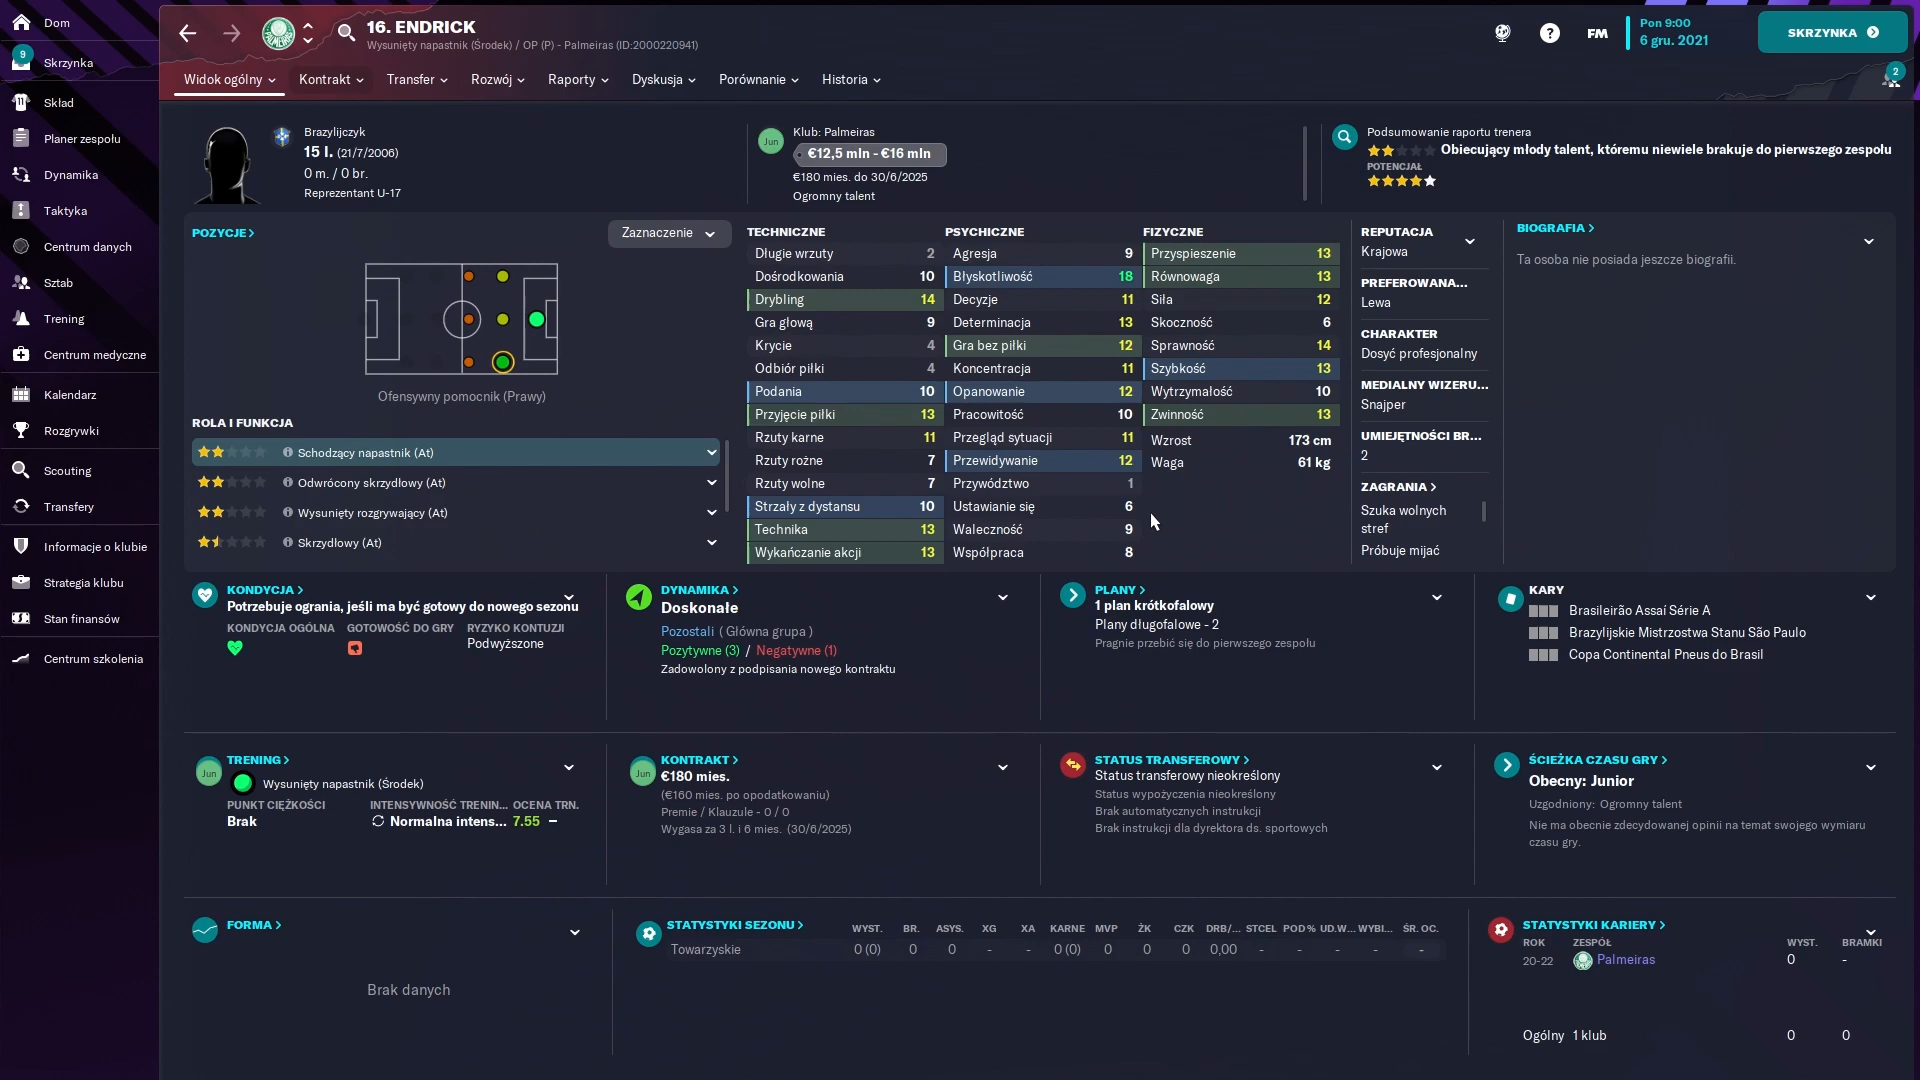 Dom
9
Skrzynka
Skład
Planer zespołu
Dynamika
Taktyka
Centrum danych
Sztab
Trening
Centrum medyczne
Kalendarz
Rozgrywki
Scouting
Transfery
Informacje o klubie
Strategia klubu
Stan finansów
Centrum szkolenia
16. ENDRICK
Wysunięty napastnik (Środek) / OP (P) - Palmeiras (ID:2000220941)
FM
Pon 9:00
6 gru. 2021
SKRZYNKA
2
Widok ogólny
Kontrakt
Transfer
Rozwój
Raporty
Dyskusja
Porównanie
Historia
Brazylijczyk
15 l. (21/7/2006)
0 m. / 0 br.
Reprezentant U-17
Jun
Klub: Palmeiras
€12,5 mln - €16 mln
€180 mies. do 30/6/2025
Ogromny talent
Podsumowanie raportu trenera
Obiecujący młody talent, któremu niewiele brakuje do pierwszego zespołu
POTENCJAŁ
POZYCJE >
Zaznaczenie
Ofensywny pomocnik (Prawy)
ROLA I FUNKCJA
Schodzący napastnik (At)
Odwrócony skrzydłowy (At)
Wysunięty rozgrywający (At)
Skrzydłowy (At)
TECHNICZNE
Długie wrzuty 2
Dośrodkowania 10
Drybling 14
Gra głową 9
Krycie 4
Odbiór piłki 4
Podania 10
Przyjęcie piłki 13
Rzuty karne 11
Rzuty rożne 7
Rzuty wolne 7
Strzały z dystansu 10
Technika 13
Wykańczanie akcji 13
PSYCHICZNE
Agresja 9
Błyskotliwość 18
Decyzje 11
Determinacja 13
Gra bez piłki 12
Koncentracja 11
Opanowanie 12
Pracowitość 10
Przegląd sytuacji 11
Przewidywanie 12
Przywództwo 1
Ustawianie się 6
Waleczność 9
Współpraca 8
FIZYCZNE
Przyspieszenie 13
Równowaga 13
Siła 12
Skoczność 6
Sprawność 14
Szybkość 13
Wytrzymałość 10
Zwinność 13
Wzrost 173 cm
Waga 61 kg
REPUTACJA
Krajowa
PREFEROWANA...
Lewa
CHARAKTER
Dosyć profesjonalny
MEDIALNY WIZERU...
Snajper
UMIEJĘTNOŚCI BR...
2
ZAGRANIA >
Szuka wolnych
stref
Próbuje mijać
BIOGRAFIA >
Ta osoba nie posiada jeszcze biografii.
KONDYCJA >
Potrzebuje ogrania, jeśli ma być gotowy do nowego sezonu
KONDYCJA OGÓLNA GOTOWOŚĆ DO GRY RYZYKO KONTUZJI
Podwyższone
DYNAMIKA >
Doskonałe
Pozostali ( Główna grupa )
Pozytywne (3) / Negatywne (1)
Zadowolony z podpisania nowego kontraktu
PLANY >
1 plan krótkofalowy
Plany długofalowe - 2
Pragnie przebić się do pierwszego zespołu
KARY
Brasileirão Assaí Série A
Brazylijskie Mistrzostwa Stanu São Paulo
Copa Continental Pneus do Brasil
TRENING >
Jun
Wysunięty napastnik (Środek)
PUNKT CIĘŻKOŚCI INTENSYWNOŚĆ TRENIN... OCENA TRN.
Brak Normalna intens... 7.55 –
KONTRAKT >
Jun
€180 mies.
(€160 mies. po opodatkowaniu)
Premie / Klauzule - 0 / 0
Wygasa za 3 l. i 6 mies. (30/6/2025)
STATUS TRANSFEROWY >
Status transferowy nieokreślony
Status wypożyczenia nieokreślony
Brak automatycznych instrukcji
Brak instrukcji dla dyrektora ds. sportowych
ŚCIEŻKA CZASU GRY >
Obecny: Junior
Uzgodniony: Ogromny talent
Nie ma obecnie zdecydowanej opinii na temat swojego wymiaru
czasu gry.
FORMA >
Brak danych
STATYSTYKI SEZONU > WYST. BR. ASYS. XG XA KARNE MVP ŻK CZK DRB/... STCEL POD % UD.W... WYBI... ŚR. OC.
Towarzyskie 0 (0) 0 0 - - 0 (0) 0 0 0 0,00 - - - - -
STATYSTYKI KARIERY >
ROK ZESPÓŁ WYST. BRAMKI
20-22 Palmeiras 0 -
Ogólny 1 klub 0 0